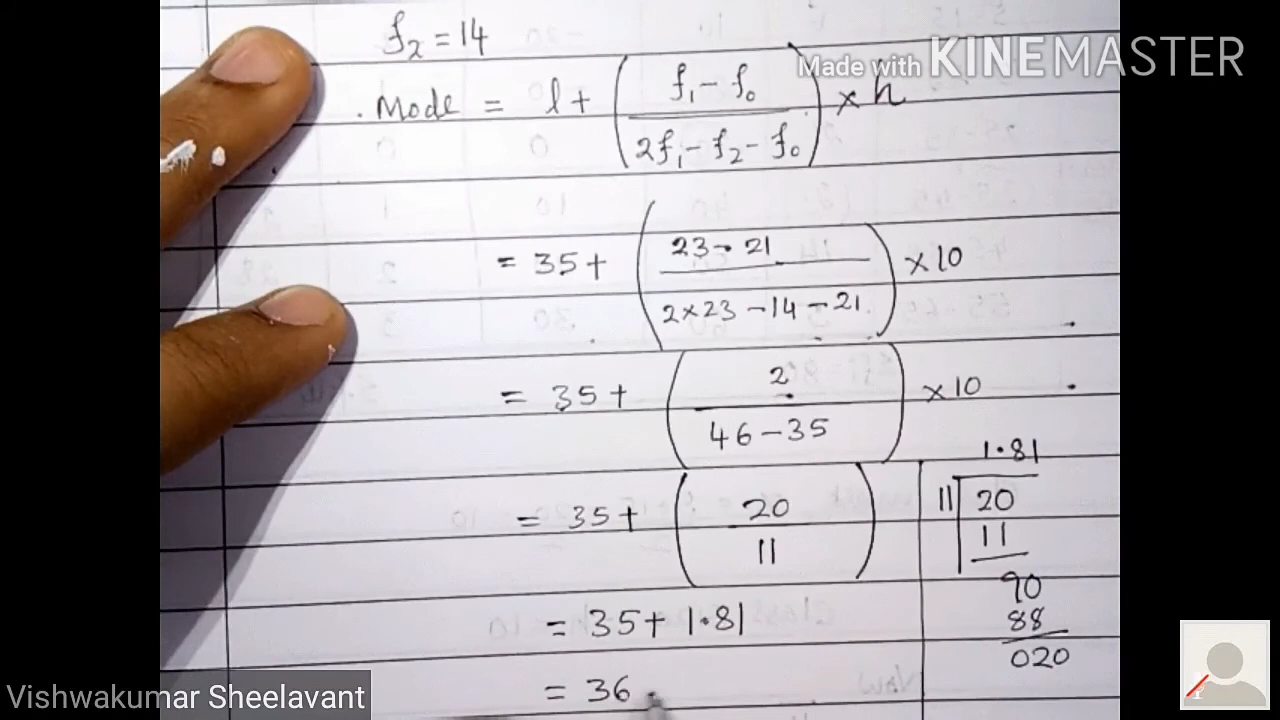 f₂ = 14
Made with KINEMASTER
. Mode = l + ( f₁ - f₀ / 2f₁ - f₂ - f₀ ) × h
= 35 + ( 23 - 21 / 2×23 - 14 - 21 ) ×10
= 35 + ( 2 / 46 - 35 ) ×10
= 35 + ( 20 / 11 )
1.81
11 20
11
90
88
020
= 35 + 1.81
= 36
Vishwakumar Sheelavant